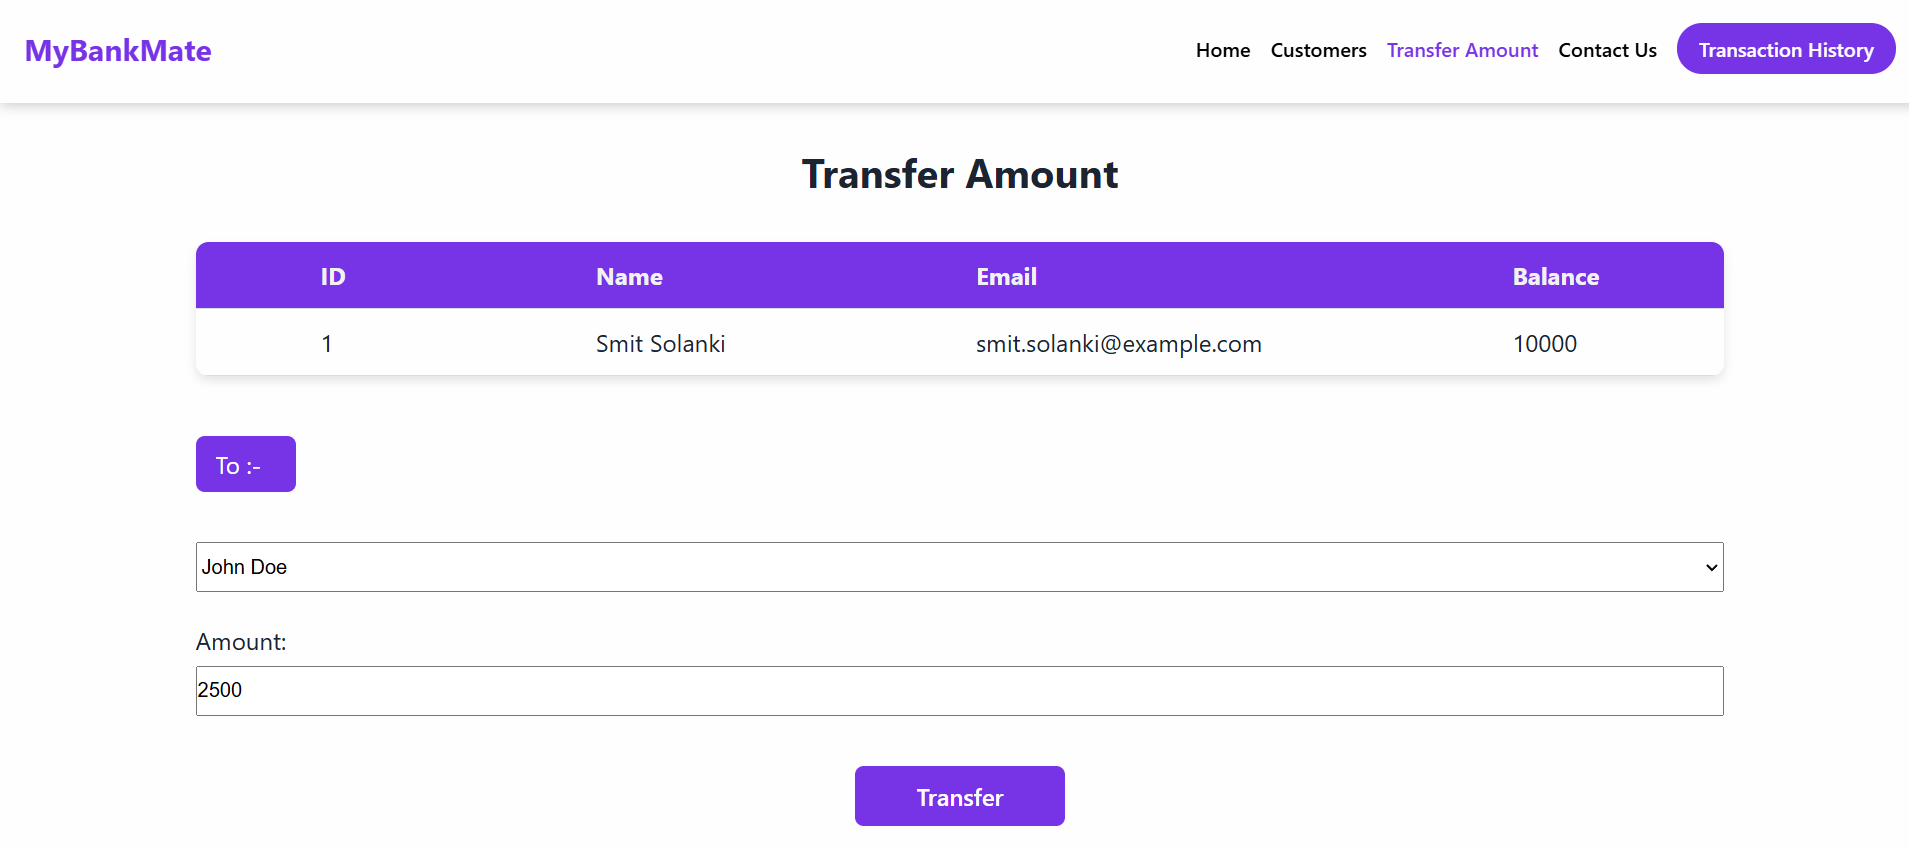 MyBankMate
Home Customers Transfer Amount Contact Us Transaction History
Transfer Amount
ID Name Email Balance
1 Smit Solanki smit.solanki@example.com 10000
To :-
John Doe
Amount:
2500
Transfer